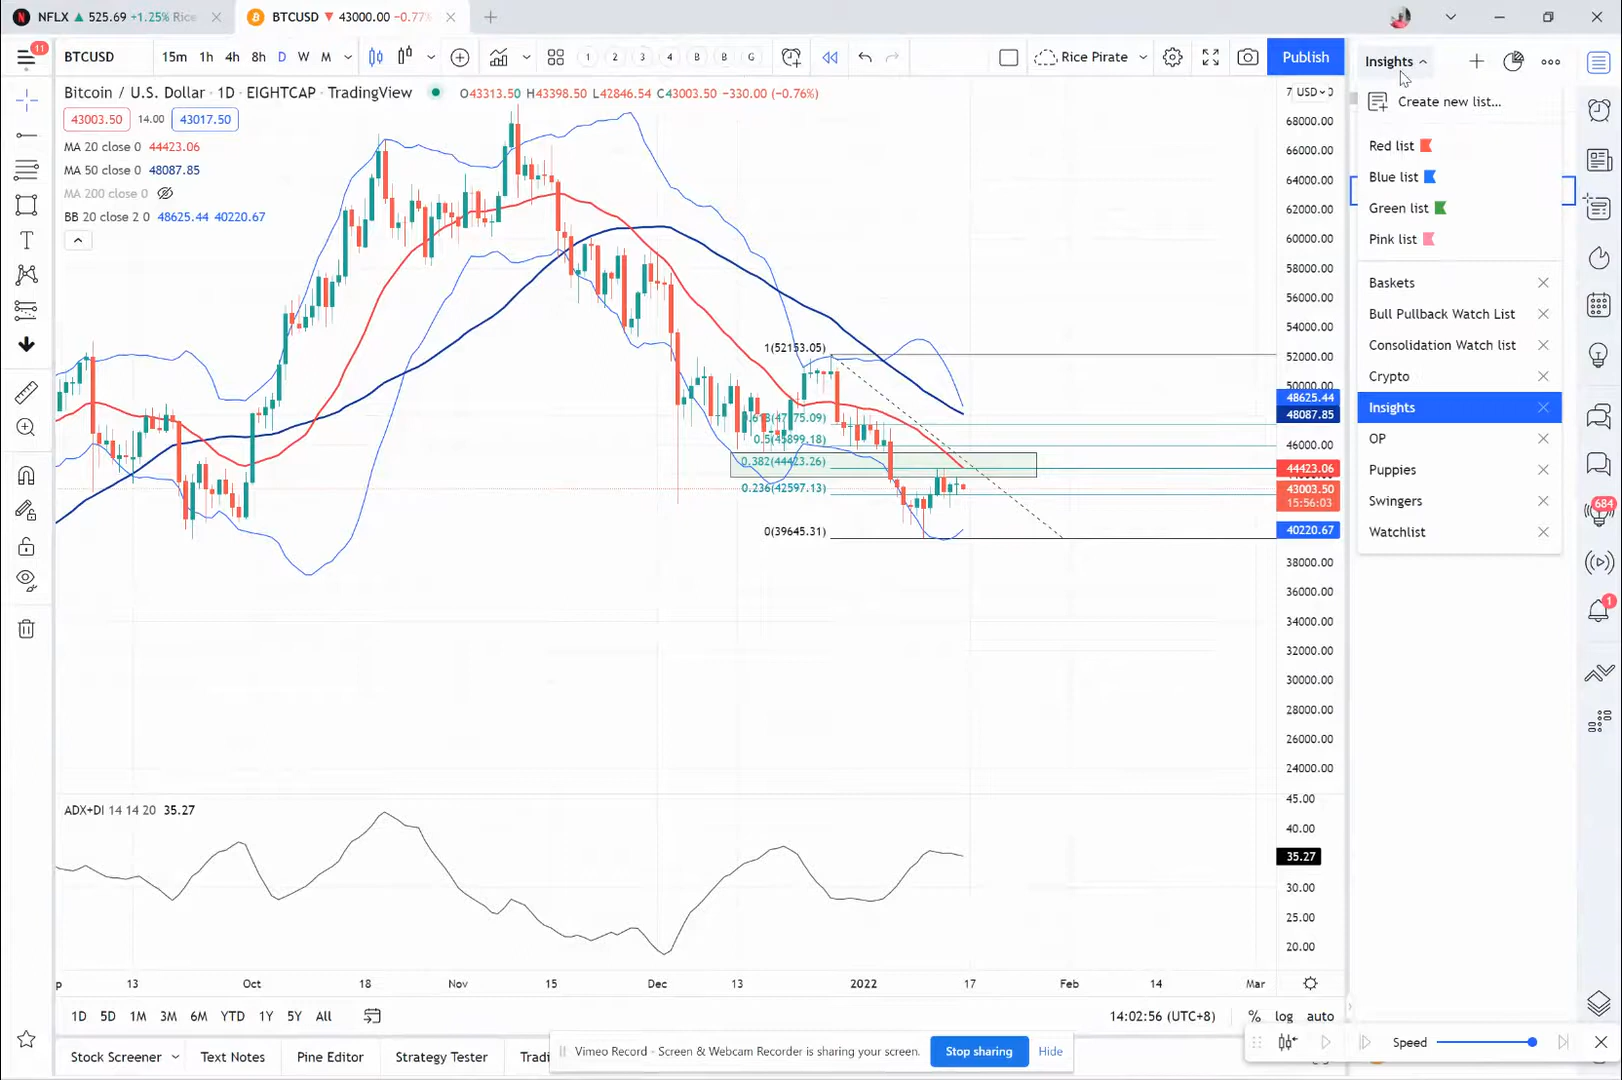 NFLX ▲ 525.69 +1.25% Rice
BTCUSD ▼ 43000.00 −0.77%
11
BTCUSD
15m 1h 4h 8h D W M
1 2 3 4 B B G
Rice Pirate
Publish
Bitcoin / U.S. Dollar · 1D · EIGHTCAP · TradingView
O43313.50 H43398.50 L42846.54 C43003.50 −330.00 (−0.76%)
43003.50 14.00 43017.50
MA 20 close 0 44423.06
MA 50 close 0 48087.85
MA 200 close 0
BB 20 close 2 0 48625.44 40220.67
1(52153.05)
0.5(45899.18)
0.382(44423.26)
0.236(42597.13)
0(39645.31)
USD
68000.00
66000.00
64000.00
62000.00
60000.00
58000.00
56000.00
54000.00
52000.00
50000.00
48625.44
48087.85
46000.00
44423.06
43003.50
15:56:03
40220.67
38000.00
36000.00
34000.00
32000.00
30000.00
28000.00
26000.00
24000.00
ADX+DI 14 14 20 35.27
45.00
40.00
35.27
30.00
25.00
20.00
13 Oct 18 Nov 15 Dec 13 2022 17 Feb 14 Mar
1D 5D 1M 3M 6M YTD 1Y 5Y All
14:02:56 (UTC+8) % log auto
Stock Screener Text Notes Pine Editor Strategy Tester Tradi
Vimeo Record - Screen & Webcam Recorder is sharing your screen.
Stop sharing
Hide
Speed
Insights
Create new list...
Red list
Blue list
Green list
Pink list
Baskets
Bull Pullback Watch List
Consolidation Watch list
Crypto
Insights
OP
Puppies
Swingers
Watchlist
684
1